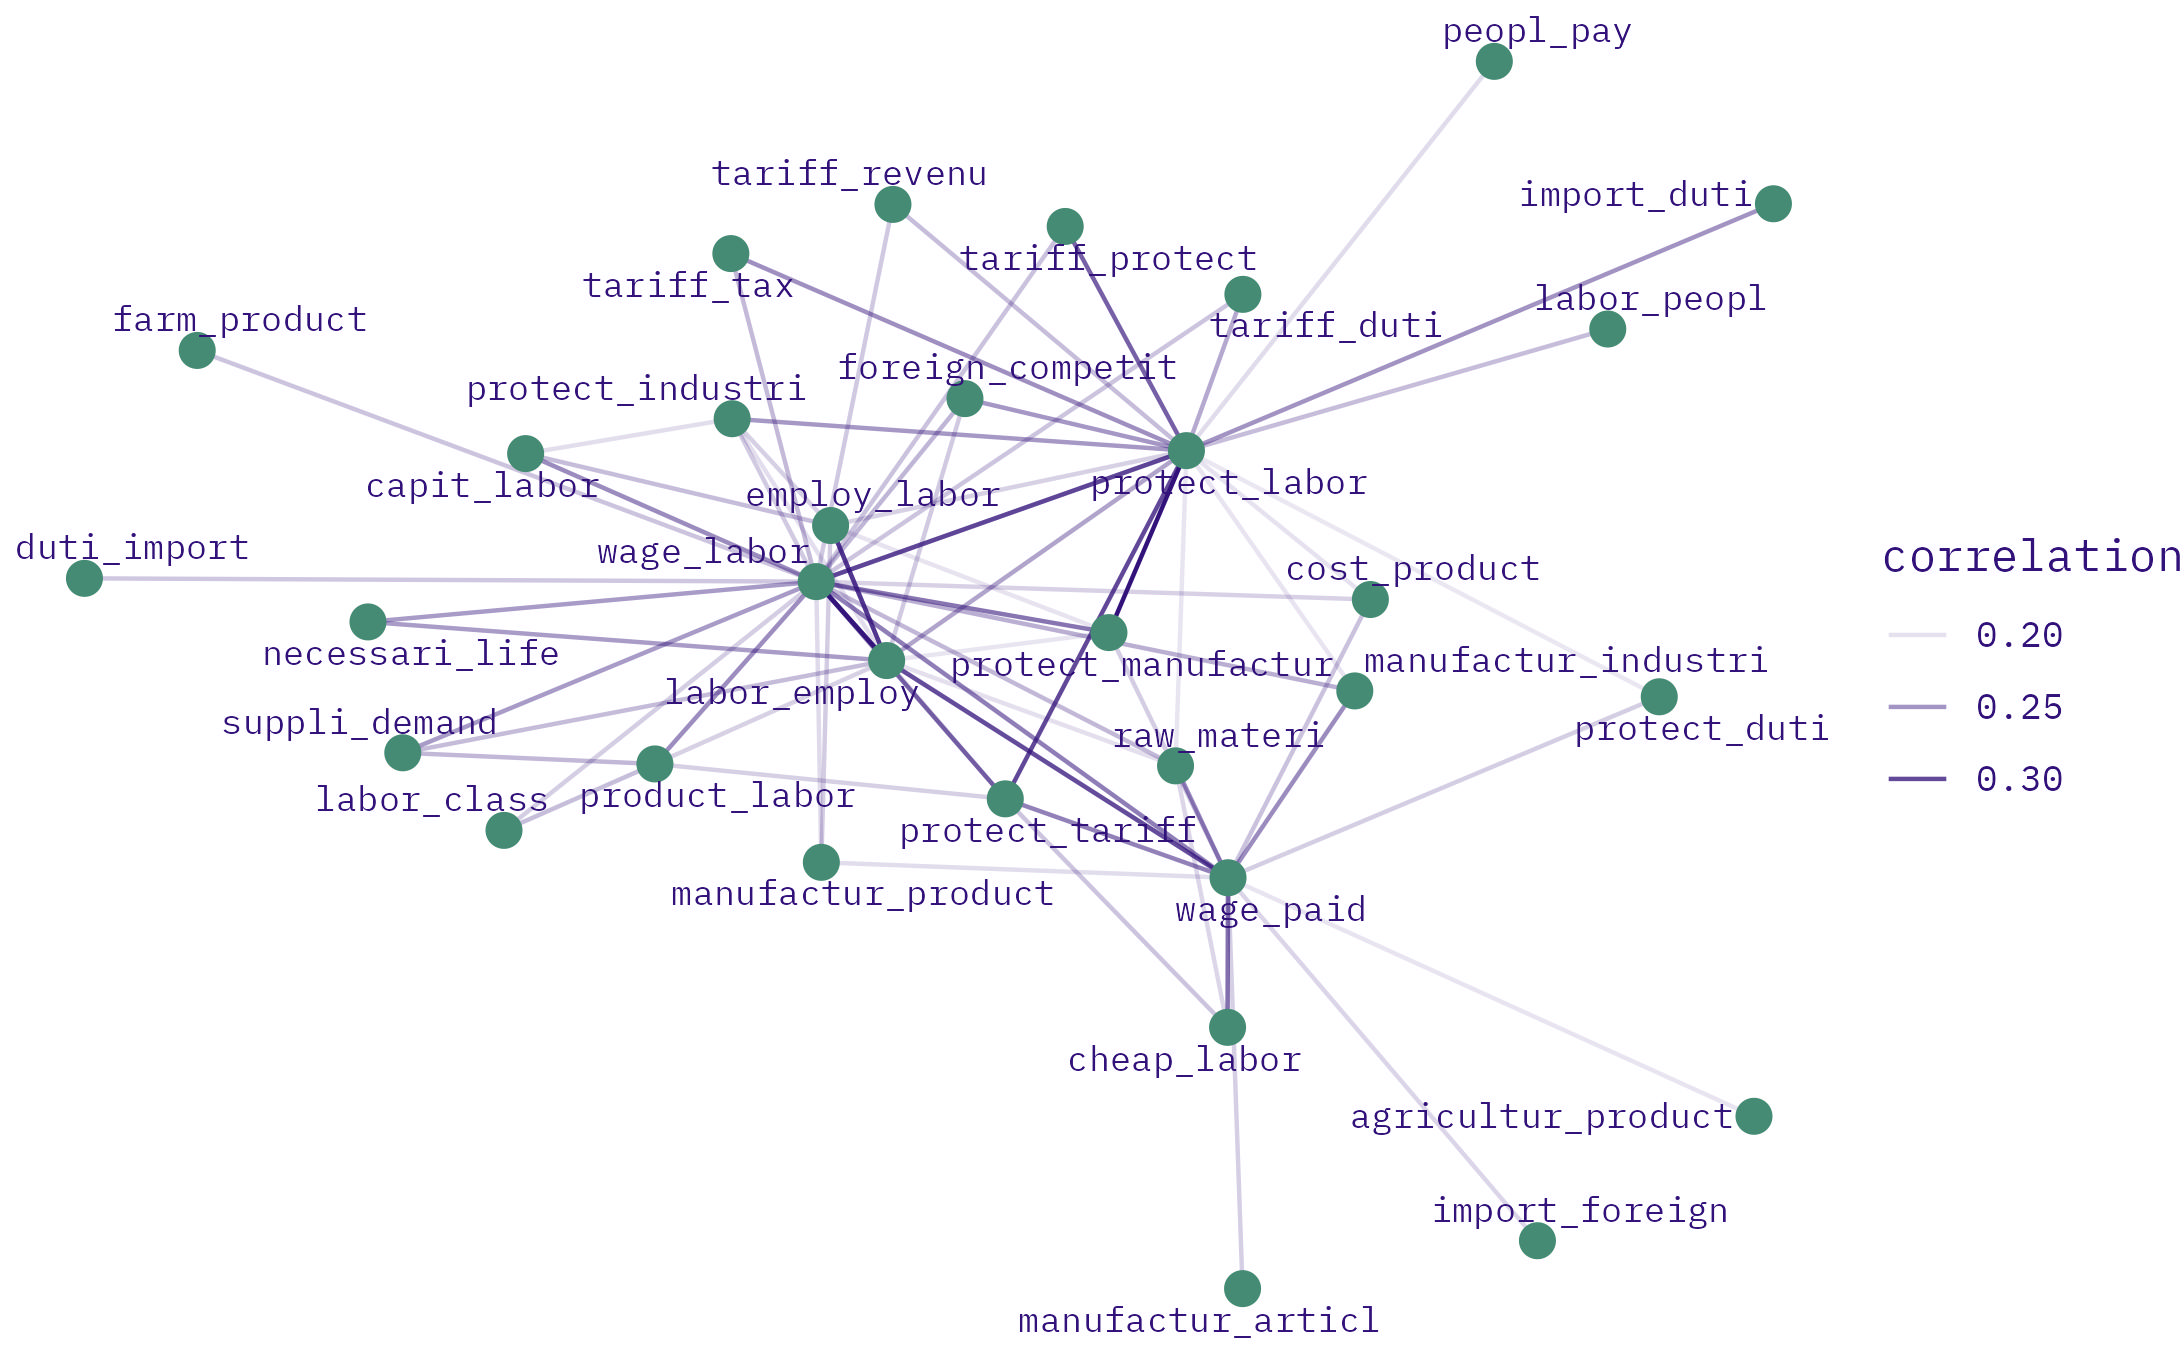 peopl_pay
tariff_revenu
import_duti
tariff_protect
tariff_tax
labor_peopl
farm_product
tariff_duti
foreign_competit
protect_industri
capit_labor
employ_labor
protect_labor
duti_import
wage_labor
correlation
cost_product
0.20
necessari_life
protect_manufactur
manufactur_industri
labor_employ
0.25
suppli_demand
raw_materi
protect_duti
0.30
labor_class
product_labor
protect_tariff
manufactur_product
wage_paid
cheap_labor
agricultur_product
import_foreign
manufactur_articl